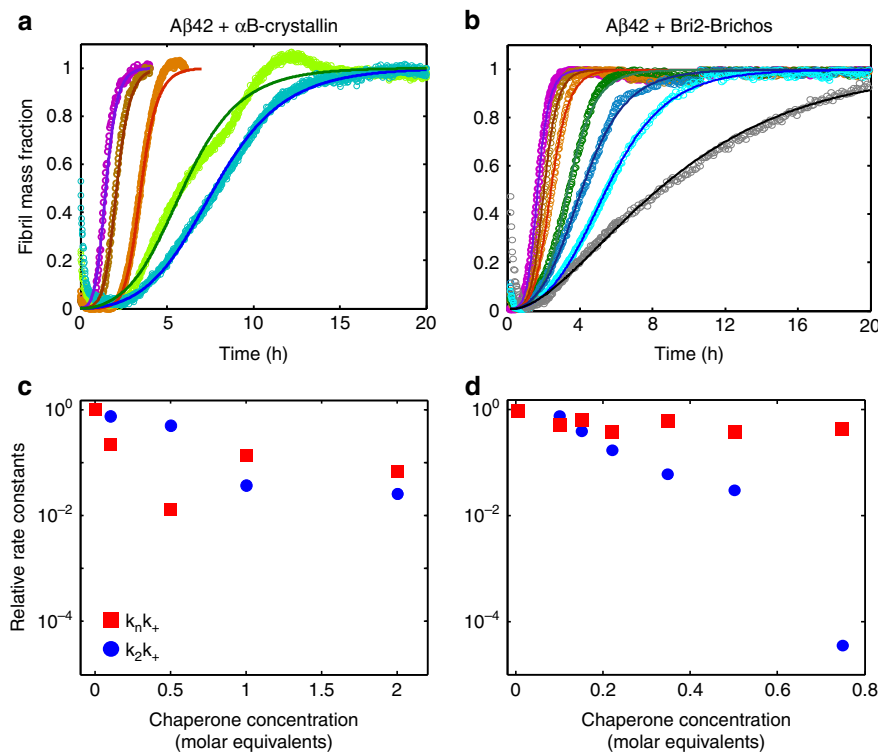 a
Aβ42 + αB-crystallin
Fibril mass fraction
1
0.8
0.6
0.4
0.2
0
0 5 10 15 20
Time (h)
b
Aβ42 + Bri2-Brichos
1
0.8
0.6
0.4
0.2
0
0 4 8 12 16 20
Time (h)
c
Relative rate constants
10⁰
10⁻²
10⁻⁴
kₙk₊
k₂k₊
0 0.5 1 1.5 2
Chaperone concentration
(molar equivalents)
d
10⁰
10⁻²
10⁻⁴
0 0.2 0.4 0.6 0.8
Chaperone concentration
(molar equivalents)